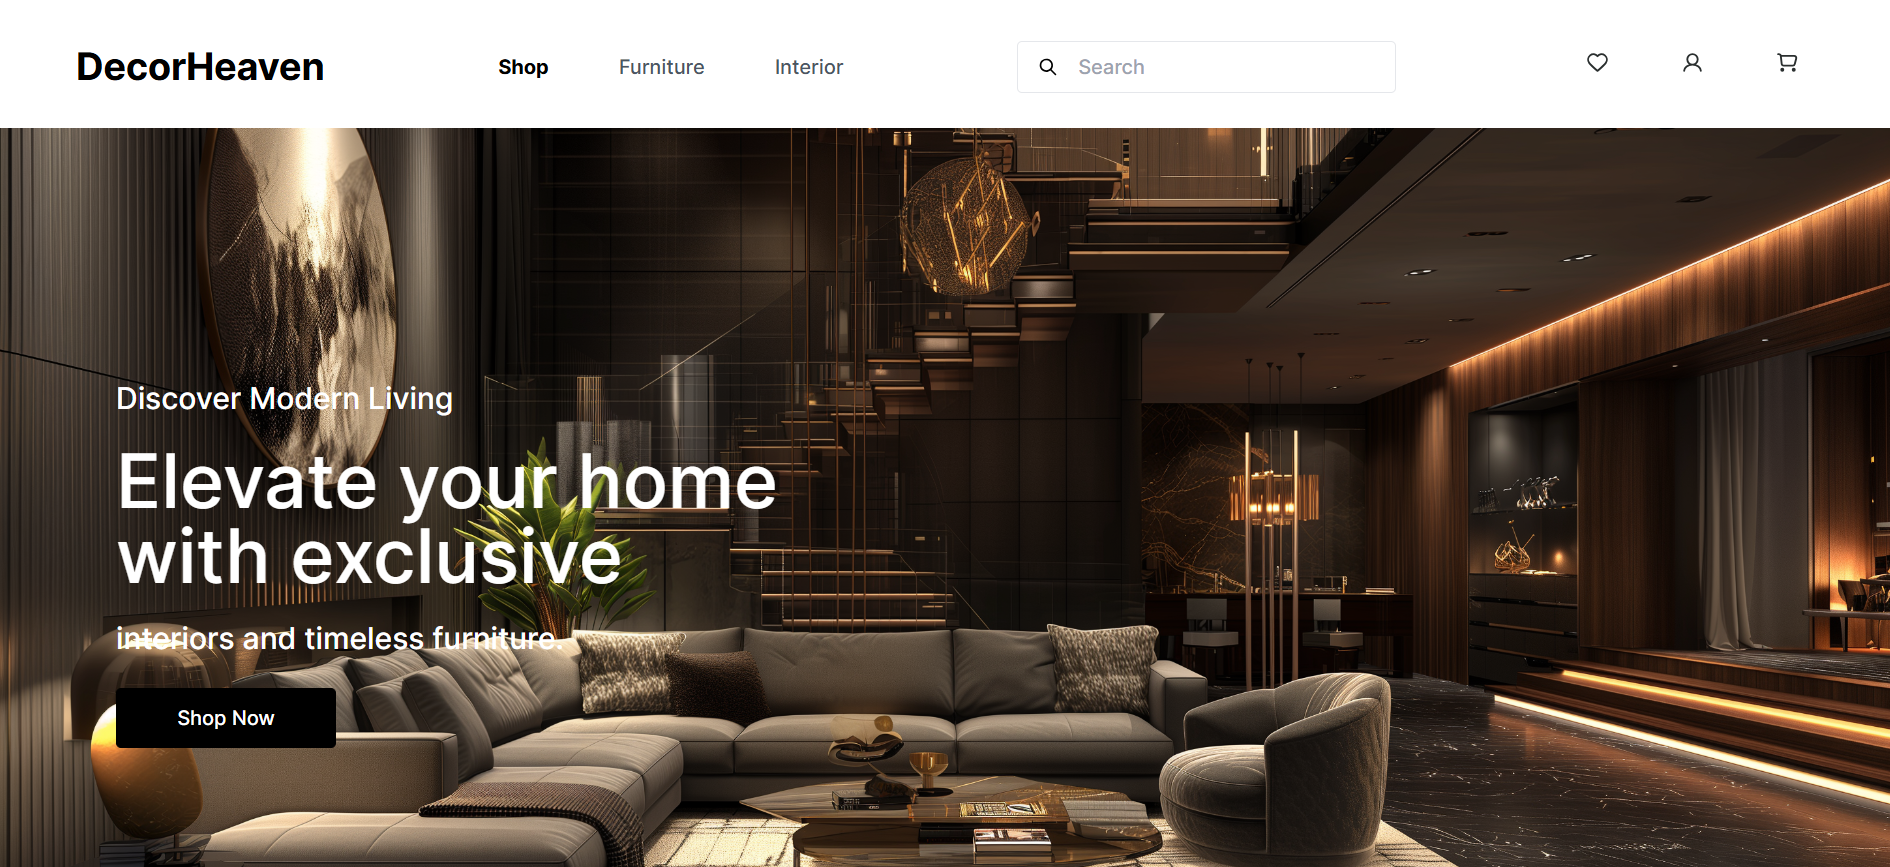 DecorHeaven
Shop
Furniture
Interior
Search
Discover Modern Living
Elevate your home
with exclusive
interiors and timeless furniture.
Shop Now